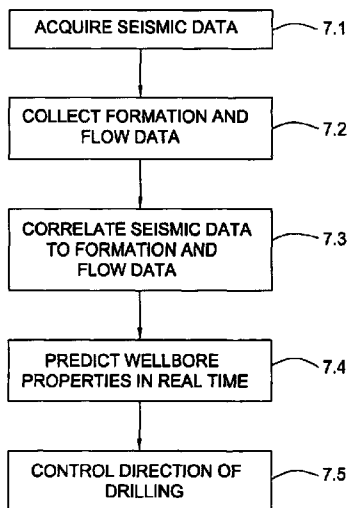 ACQUIRE SEISMIC DATA
7.1
COLLECT FORMATION AND
FLOW DATA
7.2
CORRELATE SEISMIC DATA
TO FORMATION AND
FLOW DATA
7.3
PREDICT WELLBORE
PROPERTIES IN REAL TIME
7.4
CONTROL DIRECTION OF
DRILLING
7.5